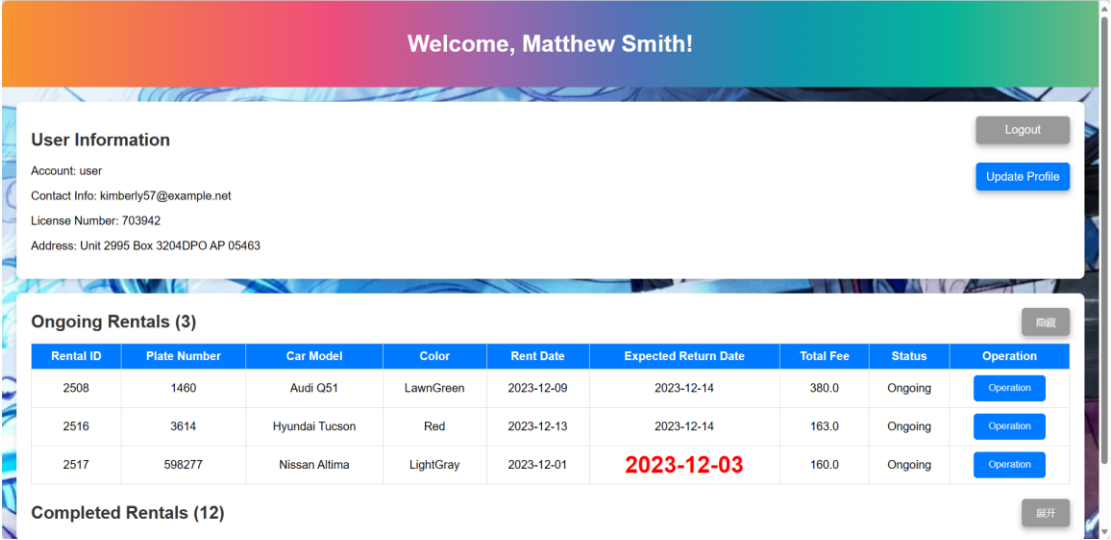 Welcome, Matthew Smith!
Logout
User Information
Update Profile
Account: user
Contact Info: kimberly57@example.net
License Number: 703942
Address: Unit 2995 Box 3204DPO AP 05463
Ongoing Rentals (3) 隐藏
Rental ID Plate Number Car Model Color Rent Date Expected Return Date Total Fee Status Operation
2508 1460 Audi Q51 LawnGreen 2023-12-09 2023-12-14 380.0 Ongoing Operation
2516 3614 Hyundai Tucson Red 2023-12-13 2023-12-14 163.0 Ongoing Operation
2517 598277 Nissan Altima LightGray 2023-12-01 2023-12-03 160.0 Ongoing Operation
Completed Rentals (12) 展开